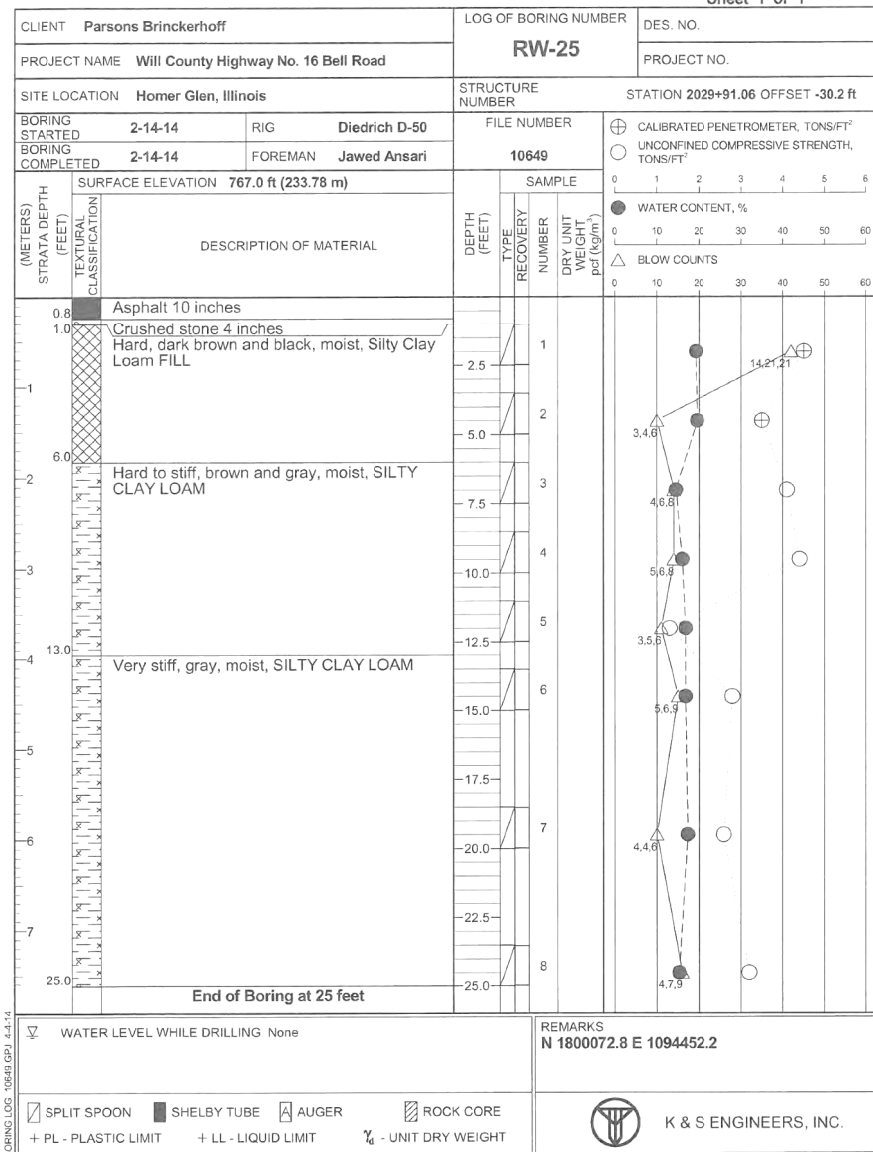 Sheet 1 of 1
CLIENT Parsons Brinckerhoff
LOG OF BORING NUMBER
RW-25
DES. NO.
PROJECT NAME Will County Highway No. 16 Bell Road
PROJECT NO.
SITE LOCATION Homer Glen, Illinois
STRUCTURE NUMBER
STATION 2029+91.06 OFFSET -30.2 ft
BORING STARTED 2-14-14 RIG Diedrich D-50
FILE NUMBER
10649
BORING COMPLETED 2-14-14 FOREMAN Jawed Ansari
CALIBRATED PENETROMETER, TONS/FT²
UNCONFINED COMPRESSIVE STRENGTH, TONS/FT²
0 1 2 3 4 5 6
WATER CONTENT, %
0 10 20 30 40 50 60
BLOW COUNTS
0 10 20 30 40 50 60
SURFACE ELEVATION 767.0 ft (233.78 m)
SAMPLE
(METERS)
STRATA DEPTH
(FEET)
TEXTURAL CLASSIFICATION
DESCRIPTION OF MATERIAL
DEPTH (FEET)
TYPE
RECOVERY
NUMBER
DRY UNIT WEIGHT pcf (kg/m³)
0.8
Asphalt 10 inches
1.0
Crushed stone 4 inches
Hard, dark brown and black, moist, Silty Clay
Loam FILL
1
14,21,21
2.5
1
2
3,4,6
5.0
6.0
Hard to stiff, brown and gray, moist, SILTY
CLAY LOAM
2
3
4,6,8
7.5
4
5,6,8
3
10.0
5
3,5,6
12.5
13.0
4
Very stiff, gray, moist, SILTY CLAY LOAM
6
5,6,9
15.0
5
17.5
7
4,4,6
6
20.0
22.5
7
8
4,7,9
25.0
25.0
End of Boring at 25 feet
WATER LEVEL WHILE DRILLING None
REMARKS
N 1800072.8 E 1094452.2
SPLIT SPOON SHELBY TUBE A AUGER ROCK CORE
+ PL - PLASTIC LIMIT + LL - LIQUID LIMIT γd - UNIT DRY WEIGHT
K & S ENGINEERS, INC.
ORING LOG 10649.GPJ 4-4-14